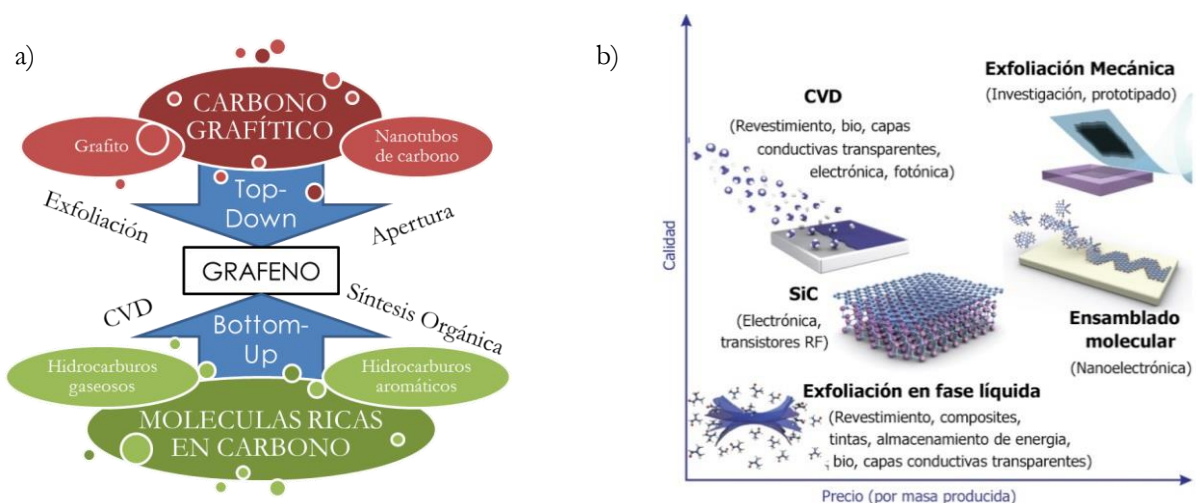 a)
CARBONO
GRAFÍTICO
Grafito
Nanotubos
de carbono
Top-
Down
Exfoliación
Apertura
GRAFENO
CVD
Síntesis Orgánica
Bottom-
Up
Hidrocarburos
gaseosos
Hidrocarburos
aromáticos
MOLECULAS RICAS
EN CARBONO
b)
Calidad
Exfoliación Mecánica
(Investigación, prototipado)
CVD
(Revestimiento, bio, capas
conductivas transparentes,
electrónica, fotónica)
SiC
(Electrónica,
transistores RF)
Ensamblado
molecular
(Nanoelectrónica)
Exfoliación en fase líquida
(Revestimiento, composites,
tintas, almacenamiento de energia,
bio, capas conductivas transparentes)
Precio (por masa producida)